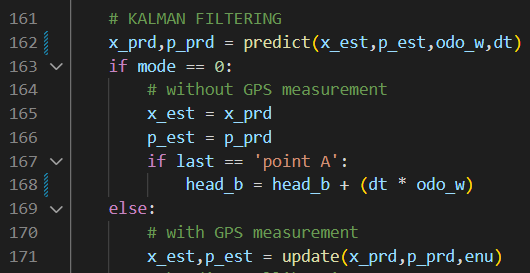 161 # KALMAN FILTERING
162 x_prd,p_prd = predict(x_est,p_est,odo_w,dt)
163 if mode == 0:
164 # without GPS measurement
165 x_est = x_prd
166 p_est = p_prd
167 if last == 'point A':
168 head_b = head_b + (dt * odo_w)
169 else:
170 # with GPS measurement
171 x_est,p_est = update(x_prd,p_prd,enu)